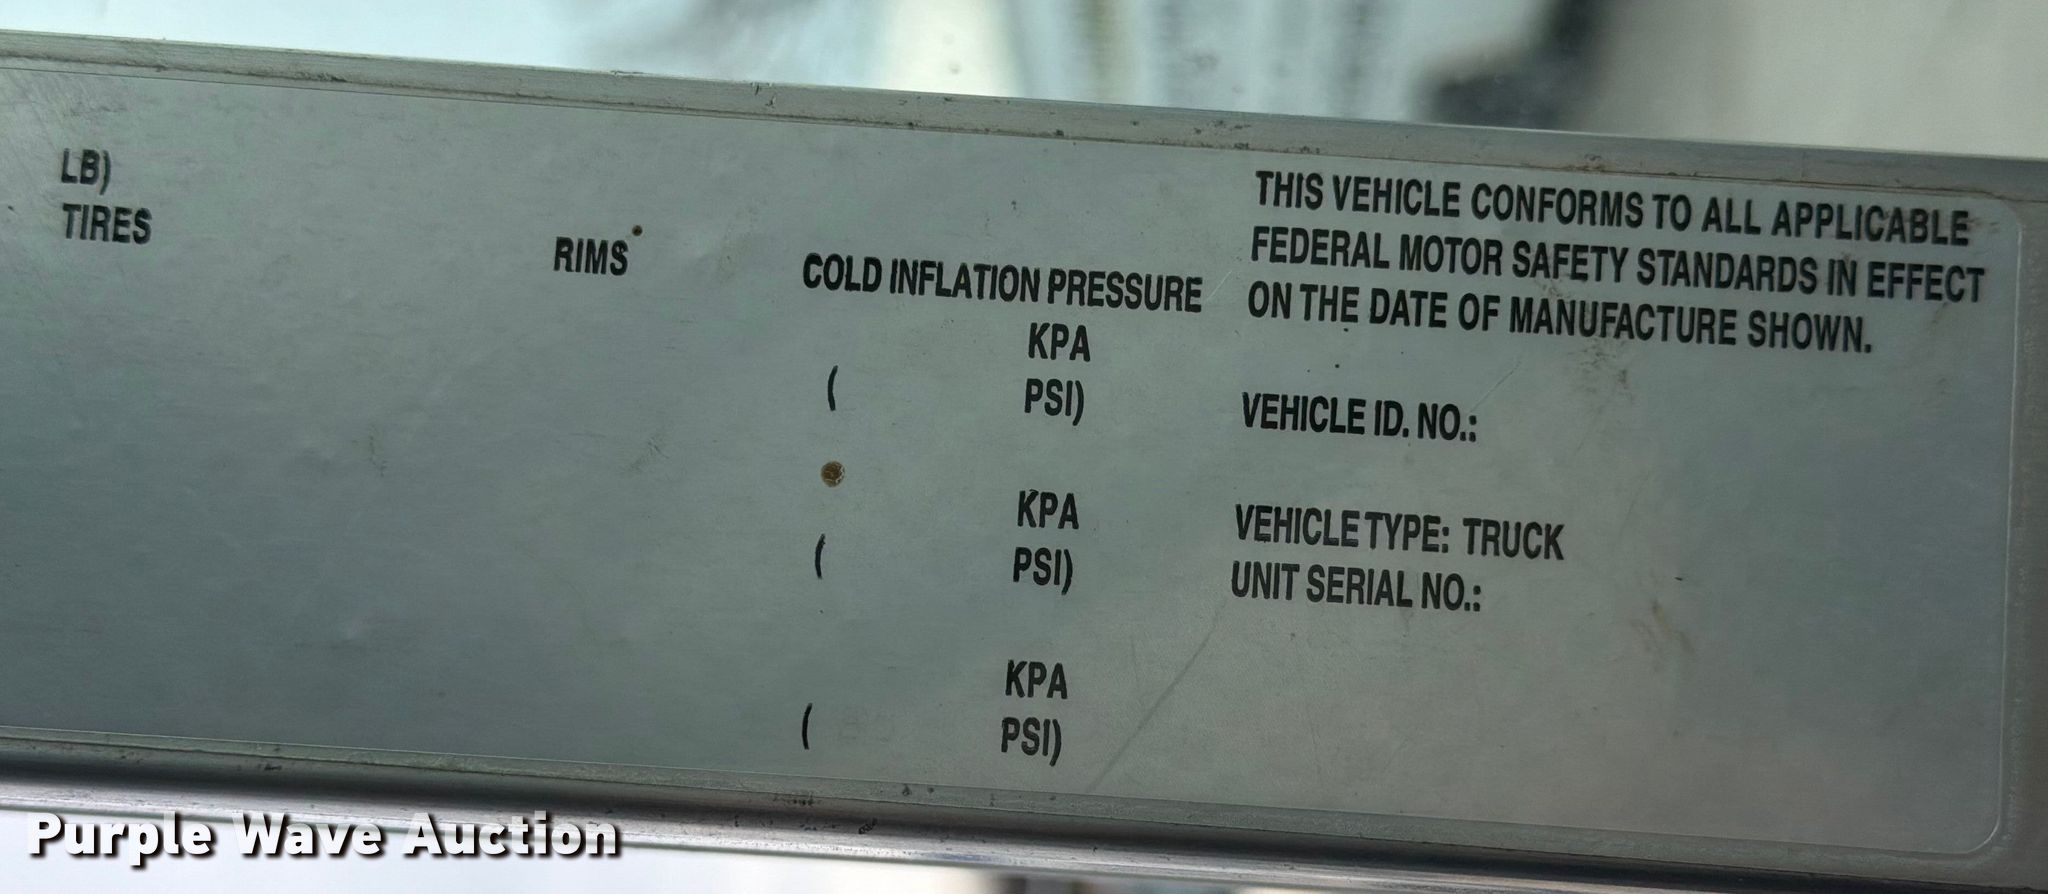 LB)
TIRES
RIMS
COLD INFLATION PRESSURE
KPA
( PSI)
KPA
( PSI)
KPA
( PSI)
THIS VEHICLE CONFORMS TO ALL APPLICABLE
FEDERAL MOTOR SAFETY STANDARDS IN EFFECT
ON THE DATE OF MANUFACTURE SHOWN.
VEHICLE ID. NO.:
VEHICLE TYPE: TRUCK
UNIT SERIAL NO.:
Purple Wave Auction